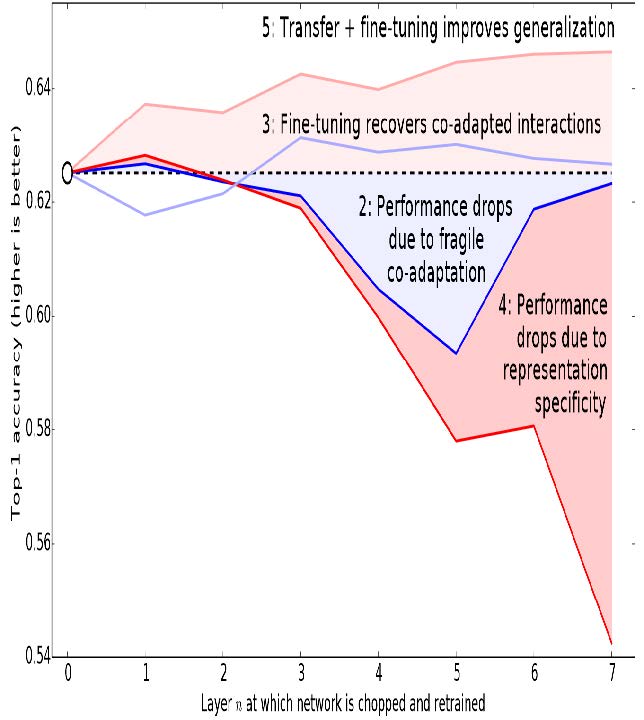 5: Transfer + fine-tuning improves generalization
3: Fine-tuning recovers co-adapted interactions
2: Performance drops
due to fragile
co-adaptation
4: Performance
drops due to
representation
specificity
Top-1 accuracy (higher is better)
0.64
0.62
0.60
0.58
0.56
0.54
0 1 2 3 4 5 6 7
Layer n at which network is chopped and retrained